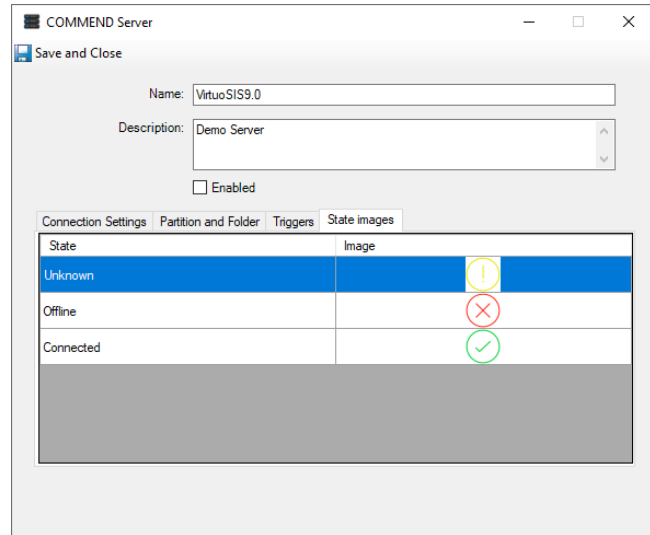 COMMEND Server
Save and Close
Name: VirtuoSIS9.0
Description: Demo Server
Enabled
Connection Settings Partition and Folder Triggers State images
State Image
Unknown
Offline
Connected